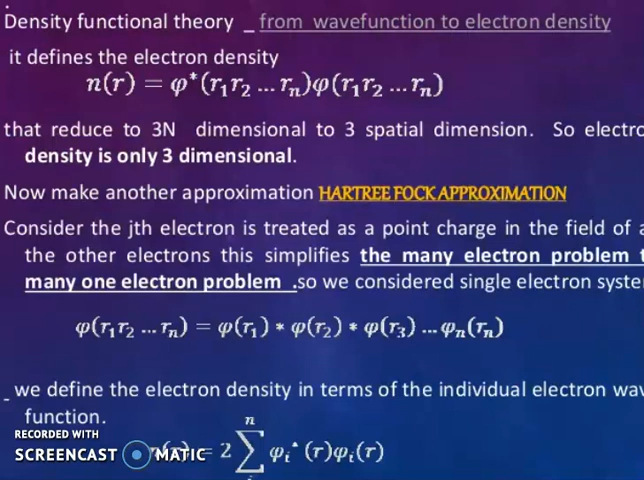 Density functional theory _ from wavefunction to electron density
it defines the electron density
n(r) = φ*(r₁r₂ … rₙ)φ(r₁r₂ … rₙ)
that reduce to 3N dimensional to 3 spatial dimension. So electro
density is only 3 dimensional.
Now make another approximation HARTREE FOCK APPROXIMATION
Consider the jth electron is treated as a point charge in the field of a
the other electrons this simplifies the many electron problem t
many one electron problem .so we considered single electron syste
φ(r₁r₂ … rₙ) = φ(r₁) * φ(r₂) * φ(r₃) … φₙ(rₙ)
_ we define the electron density in terms of the individual electron wav
function.
RECORDED WITH
SCREENCAST MATIC
= 2 ∑ⁿ φᵢ*(r)φᵢ(r)